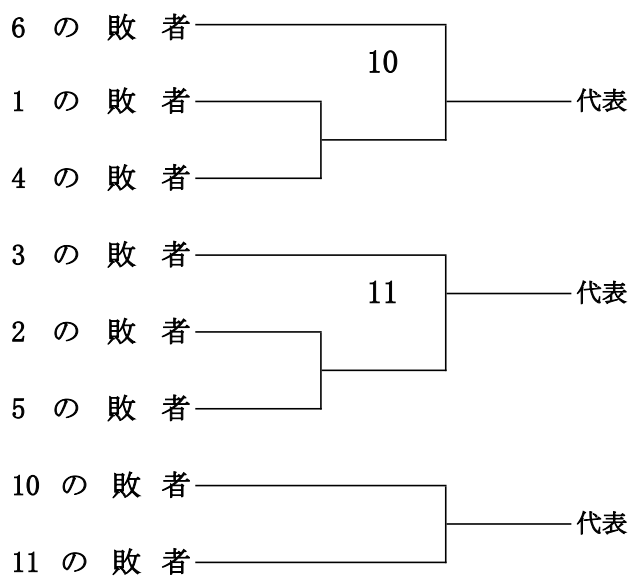 6 の 敗 者
10
1 の 敗 者
代表
4 の 敗 者
3 の 敗 者
11
代表
2 の 敗 者
5 の 敗 者
10 の 敗 者
代表
11 の 敗 者